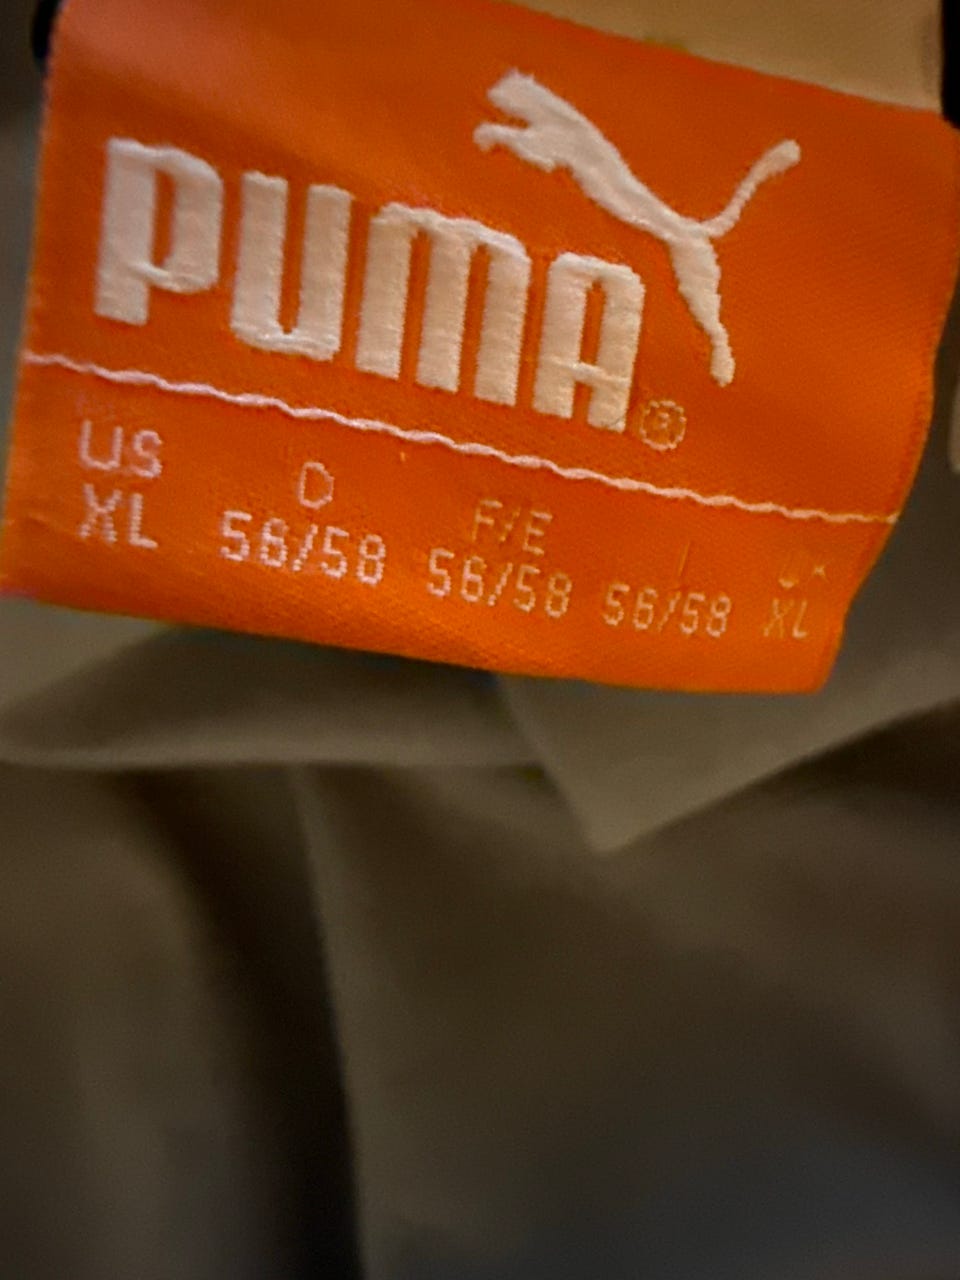 PUMA®
US D F/E I UK
XL 56/58 56/58 56/58 XL